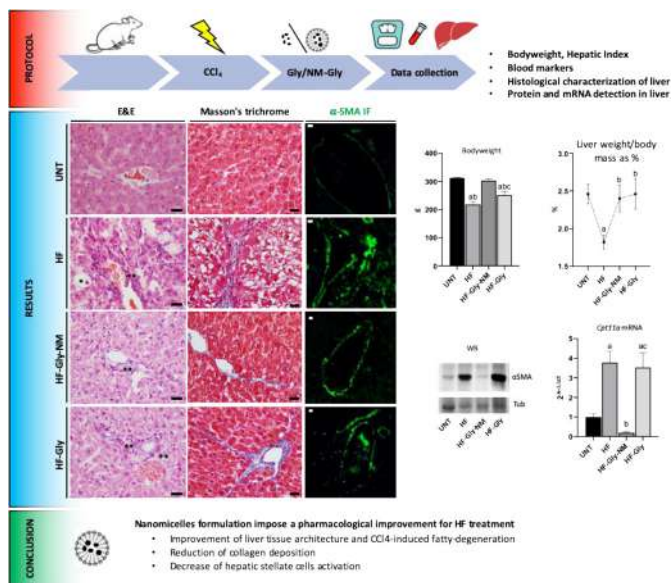 PROTOCOL
CCl₄
Gly/NM-Gly
Data collection
• Bodyweight, Hepatic Index
• Blood markers
• Histological characterization of liver
• Protein and mRNA detection in liver
RESULTS
E&E
Masson's trichrome
α-SMA IF
UNT
HF
HF-Gly-NM
HF-Gly
**
*
**
**
**
Bodyweight
g
400
300
200
100
0
ab
abc
UNT
HF
HF-Gly-NM
HF-Gly
Liver weight/body
mass as %
%
3.0
2.5
2.0
1.5
a
b
b
UNT
HF
HF-Gly-NM
HF-Gly
WB
αSMA
Tub
UNT
HF
HF-Gly-NM
HF-Gly
mRNA
5
4
3
2
1
0
a
b
ac
UNT
HF
HF-Gly-NM
HF-Gly
CONCLUSION
Nanomicelles formulation impose a pharmacological improvement for HF treatment
• Improvement of liver tissue architecture and CCl4-induced fatty-degeneration
• Reduction of collagen deposition
• Decrease of hepatic stellate cells activation